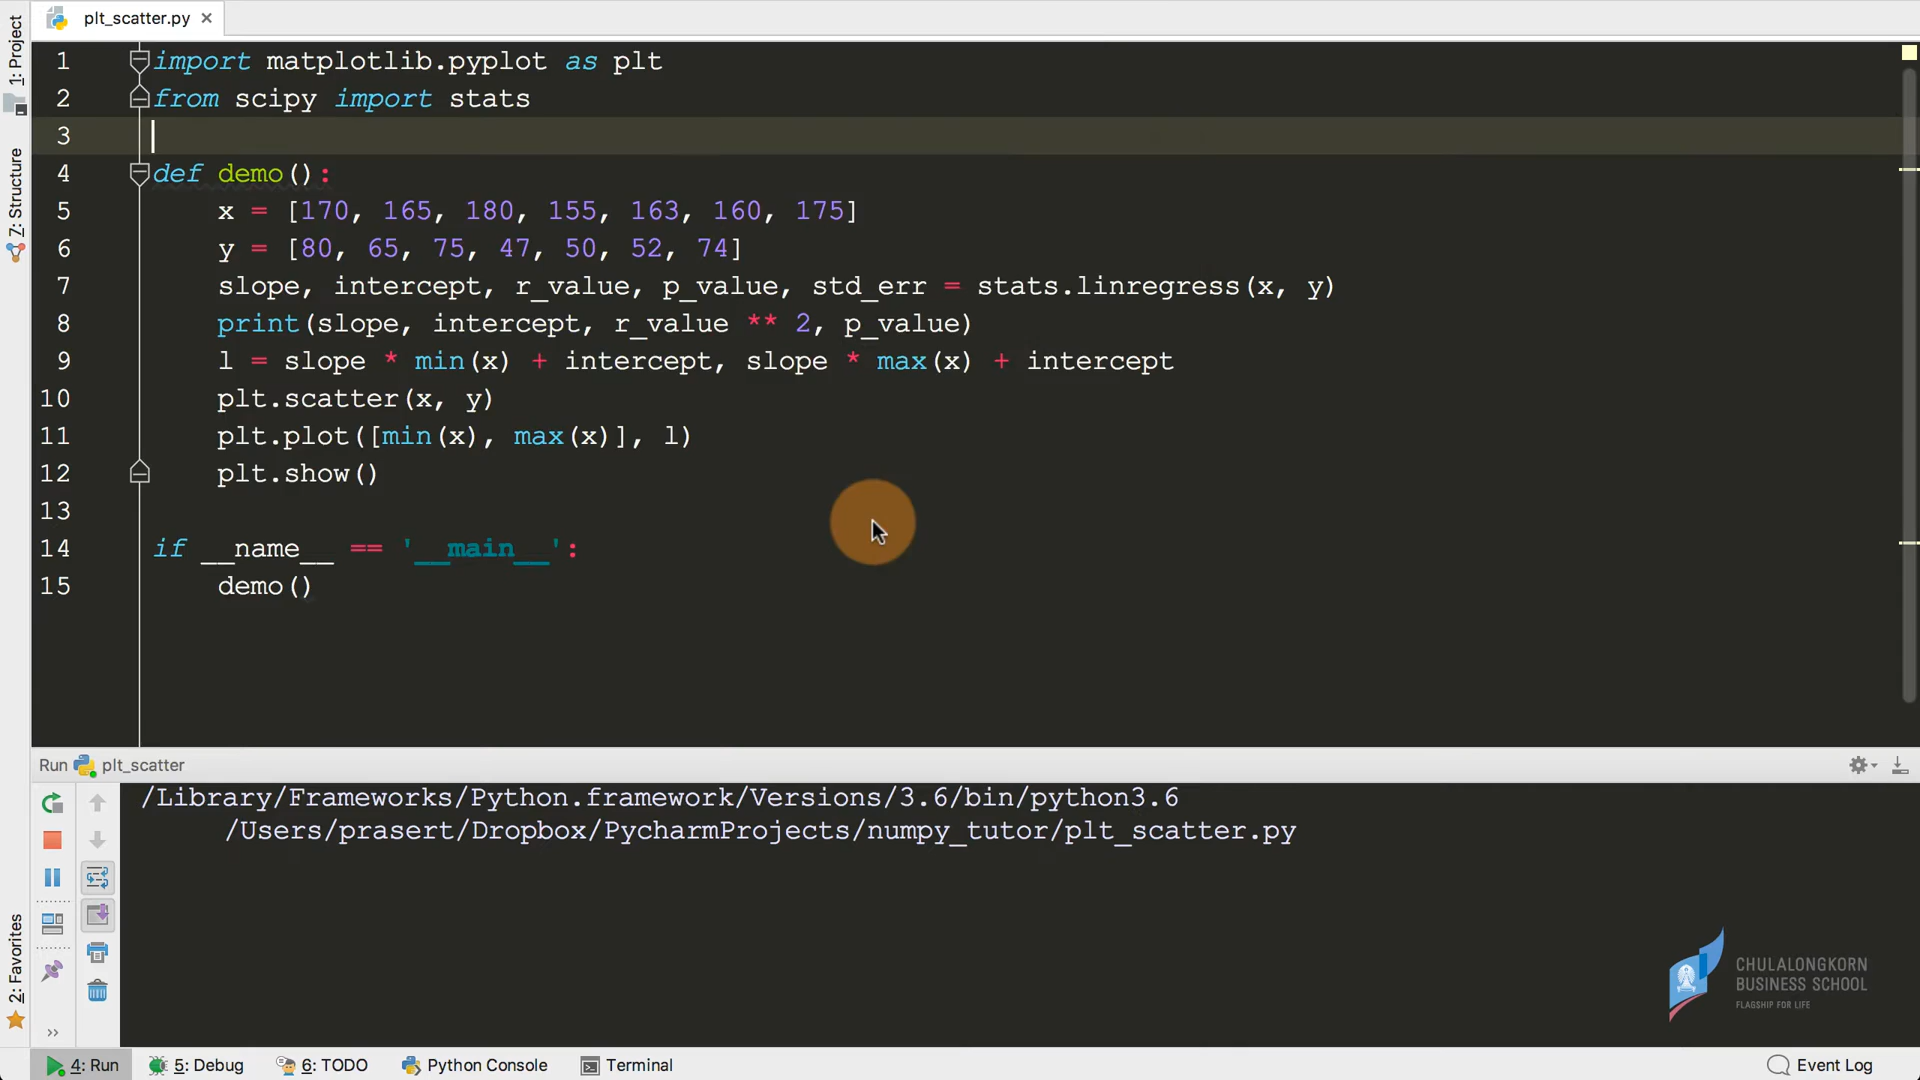 plt_scatter.py
1: Project
7: Structure
2: Favorites
1 import matplotlib.pyplot as plt
2 from scipy import stats
3
4 def demo():
5     x = [170, 165, 180, 155, 163, 160, 175]
6     y = [80, 65, 75, 47, 50, 52, 74]
7     slope, intercept, r_value, p_value, std_err = stats.linregress(x, y)
8     print(slope, intercept, r_value ** 2, p_value)
9     l = slope * min(x) + intercept, slope * max(x) + intercept
10     plt.scatter(x, y)
11     plt.plot([min(x), max(x)], l)
12     plt.show()
13
14 if __name__ == '__main__':
15     demo()
Run plt_scatter
/Library/Frameworks/Python.framework/Versions/3.6/bin/python3.6
/Users/prasert/Dropbox/PycharmProjects/numpy_tutor/plt_scatter.py
CHULALONGKORN
BUSINESS SCHOOL
FLAGSHIP FOR LIFE
4: Run 5: Debug 6: TODO Python Console Terminal Event Log